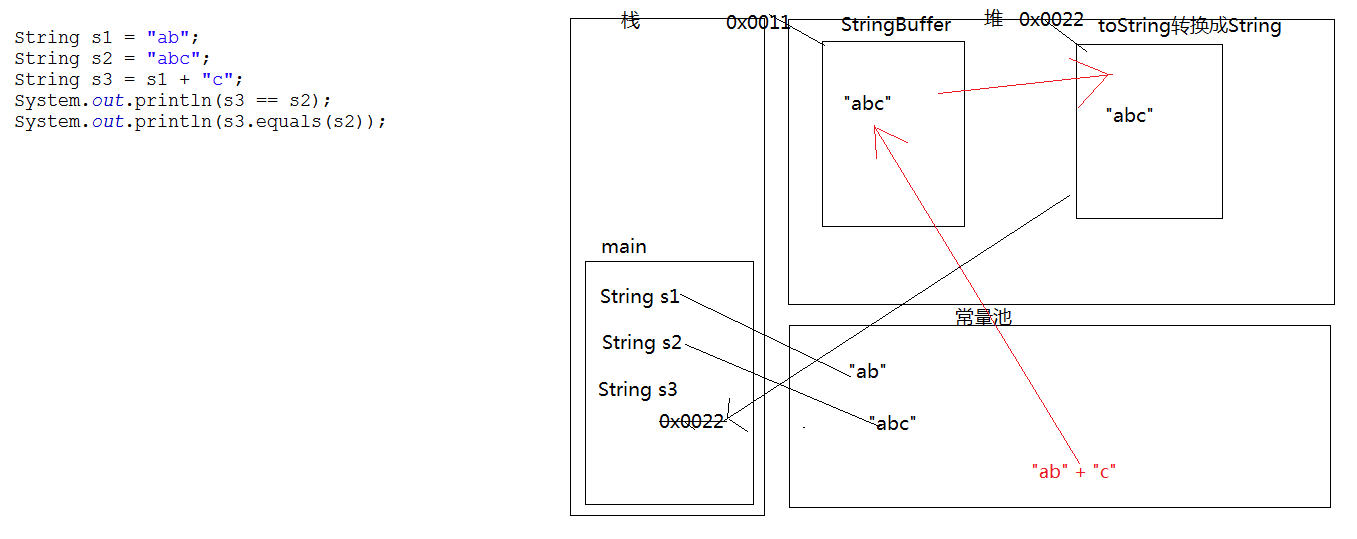 String s1 = "ab";
String s2 = "abc";
String s3 = s1 + "c";
System.out.println(s3 == s2);
System.out.println(s3.equals(s2));
栈
0x0011
StringBuffer
堆
0x0022
toString转换成String
"abc"
"abc"
main
String s1
String s2
String s3
0x0022
常量池
"ab"
"abc"
"ab" + "c"